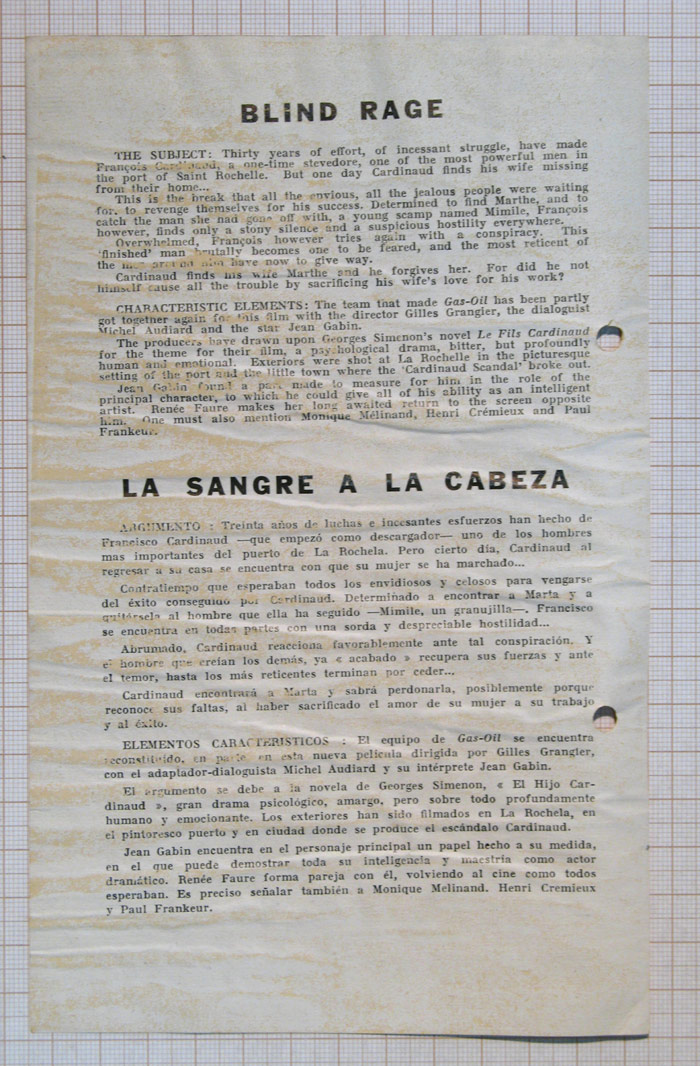 BLIND RAGE
THE SUBJECT: Thirty years of effort, of incessant struggle, have made
François Cardinaud, a one-time stevedore, one of the most powerful men in
the port of Saint Rochelle. But one day Cardinaud finds his wife missing
from their home...
This is the break that all the envious, all the jealous people were waiting
for, to revenge themselves for his success. Determined to find Marthe, and to
catch the man she had gone off with, a young scamp named Mimile, François
however, finds only a stony silence and a suspicious hostility everywhere.
Overwhelmed, François however tries again with a conspiracy. This
'finished' man brutally becomes one to be feared, and the most reticent of
the men around him have now to give way.
Cardinaud finds his wife Marthe and he forgives her. For did he not
himself cause all the trouble by sacrificing his wife's love for his work?
CHARACTERISTIC ELEMENTS: The team that made Gas-Oil has been partly
got together again for this film with the director Gilles Grangier, the dialoguist
Michel Audiard and the star Jean Gabin.
The producers have drawn upon Georges Simenon's novel Le Fils Cardinaud
for the theme for their film, a psychological drama, bitter, but profoundly
human and emotional. Exteriors were shot at La Rochelle in the picturesque
setting of the port and the little town where the 'Cardinaud Scandal' broke out.
Jean Gabin found a part made to measure for him in the role of the
principal character, to which he could give all of his ability as an intelligent
artist. Renée Faure makes her long awaited return to the screen opposite
him. One must also mention Monique Mélinand, Henri Crémieux and Paul
Frankeur.
LA SANGRE A LA CABEZA
ARGUMENTO : Treinta años de luchas e incesantes esfuerzos han hecho de
Francisco Cardinaud —que empezó como descargador— uno de los hombres
mas importantes del puerto de La Rochela. Pero cierto día, Cardinaud al
regresar a su casa se encuentra con que su mujer se ha marchado...
Contratiempo que esperaban todos los envidiosos y celosos para vengarse
del éxito conseguido por Cardinaud. Determiñado a encontrar a Marta y a
quitársela al hombre que ella ha seguido —Mimile, un granujilla—, Francisco
se encuentra en todas partes con una sorda y despreciable hostilidad...
Abrumado, Cardinaud reacciona favorablemente ante tal conspiración. Y
el hombre que creían los demás, ya « acabado » recupera sus fuerzas y ante
el temor, hasta los más reticentes terminan por ceder...
Cardinaud encontrará a Marta y sabrá perdonarla, posiblemente porque
reconoce sus faltas, al haber sacrificado el amor de su mujer a su trabajo
y al éxito.
ELEMENTOS CARACTERISTICOS : El equipo de Gas-Oil se encuentra
reconstituído, en parte en esta nueva película dirigida por Gilles Grangier,
con el adaptador-dialoguista Michel Audiard y su intérprete Jean Gabin.
El argumento se debe a la novela de Georges Simenon, « El Hijo Car-
dinaud », gran drama psicológico, amargo, pero sobre todo profundamente
humano y emocionante. Los exteriores han sido filmados en La Rochela, en
el pintoresco puerto y en ciudad donde se produce el escándalo Cardinaud.
Jean Gabin encuentra en el personaje principal un papel hecho a su medida,
en el que puede demostrar toda su inteligencia y maestría como actor
dramático. Renée Faure forma pareja con él, volviendo al cine como todos
esperaban. Es preciso señalar también a Monique Melinand. Henri Cremieux
y Paul Frankeur.